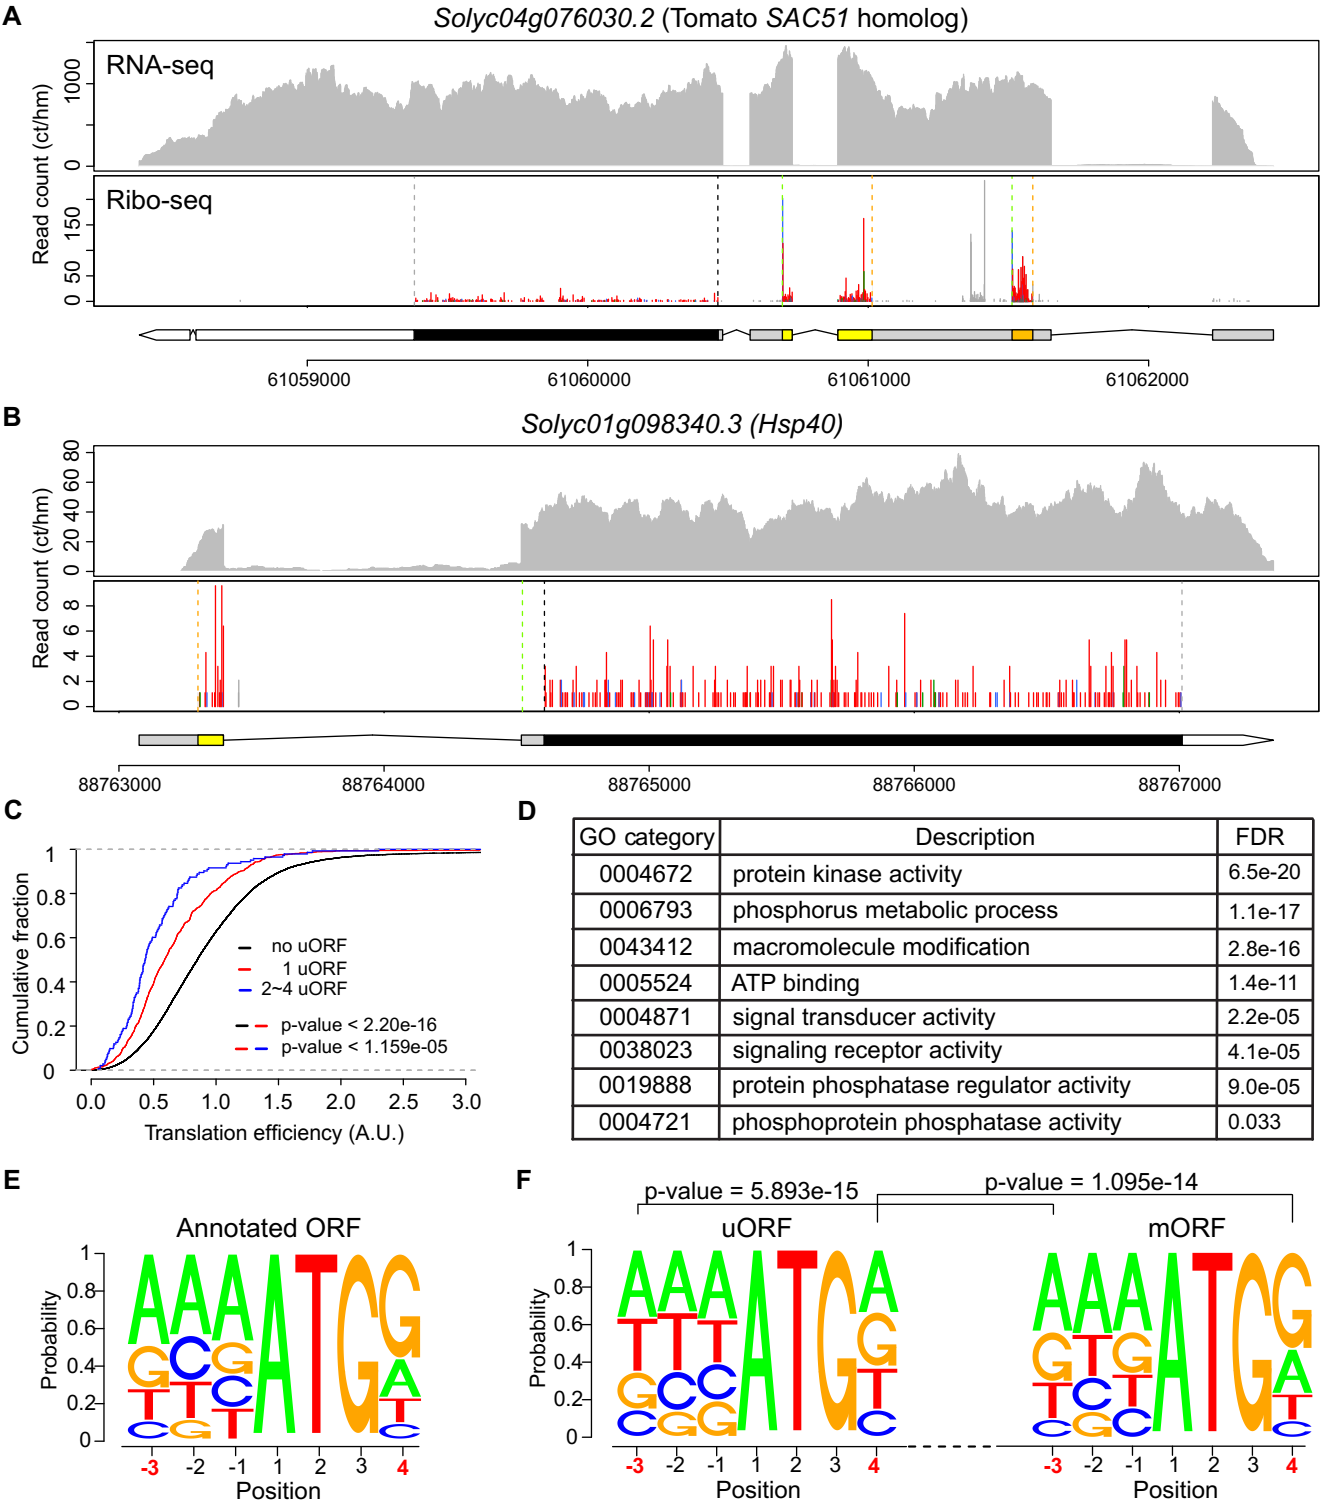 A
Solyc04g076030.2 (Tomato SAC51 homolog)
RNA-seq
Read count (ct/hm)
1000
0
Ribo-seq
Read count (ct/hm)
150
50
0
61059000 61060000 61061000 61062000
B
Solyc01g098340.3 (Hsp40)
Read count (ct/hm)
80
60
40
20
0
8
6
4
2
0
88763000 88764000 88765000 88766000 88767000
C
Cumulative fraction
1
0.8
0.6
0.4
0.2
0
no uORF
1 uORF
2~4 uORF
p-value < 2.20e-16
p-value < 1.159e-05
0.0 0.5 1.0 1.5 2.0 2.5 3.0
Translation efficiency (A.U.)
D
GO category Description FDR
0004672 protein kinase activity 6.5e-20
0006793 phosphorus metabolic process 1.1e-17
0043412 macromolecule modification 2.8e-16
0005524 ATP binding 1.4e-11
0004871 signal transducer activity 2.2e-05
0038023 signaling receptor activity 4.1e-05
0019888 protein phosphatase regulator activity 9.0e-05
0004721 phosphoprotein phosphatase activity 0.033
E
Annotated ORF
Probability
1
0.8
0.6
0.4
0.2
0
A A A A T G G
G C G A
T T C T
C G T C
-3 -2 -1 1 2 3 4
Position
F
p-value = 5.893e-15
p-value = 1.095e-14
uORF
mORF
Probability
1
0.8
0.6
0.4
0.2
0
A A A A T G A
T T T G
G C C T
C G G C
-3 -2 -1 1 2 3 4
Position
A A A A T G G
G T G A
T C T T
C G C C
-3 -2 -1 1 2 3 4
Position